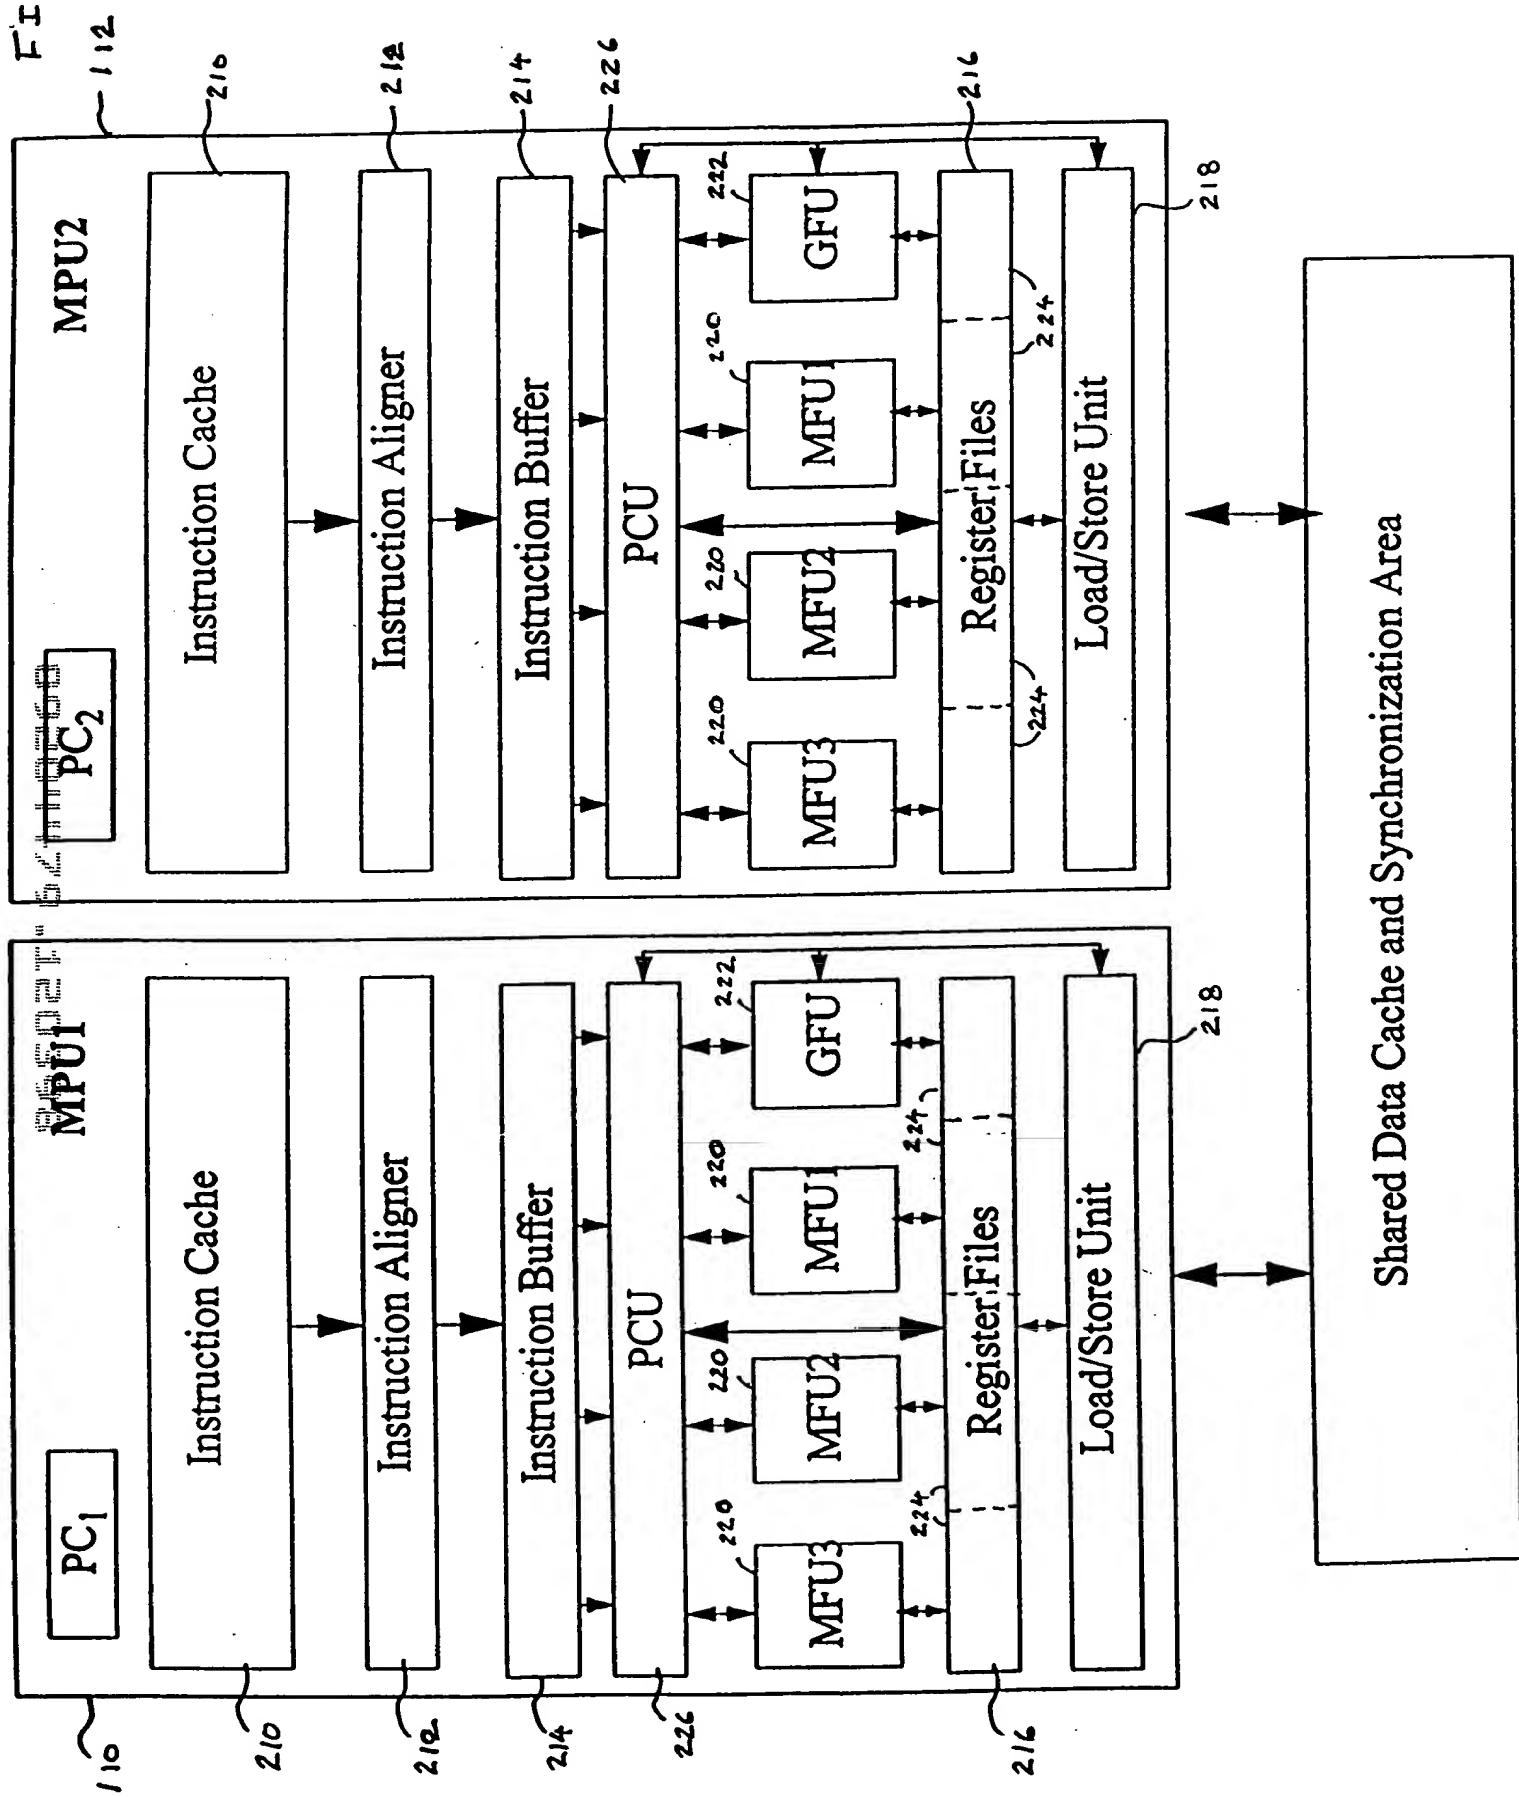 FI
110
MPU1
PC1
210
Instruction Cache
212
Instruction Aligner
214
Instruction Buffer
226
PCU
220
MFU3
220
MFU2
220
MFU1
222
GFU
224
224
216
Register Files
Load/Store Unit
218
112
MPU2
PC2
210
Instruction Cache
212
Instruction Aligner
214
Instruction Buffer
226
PCU
220
MFU3
220
MFU2
220
MFU1
222
GFU
216
Register Files
224
224
Load/Store Unit
218
Shared Data Cache and Synchronization Area